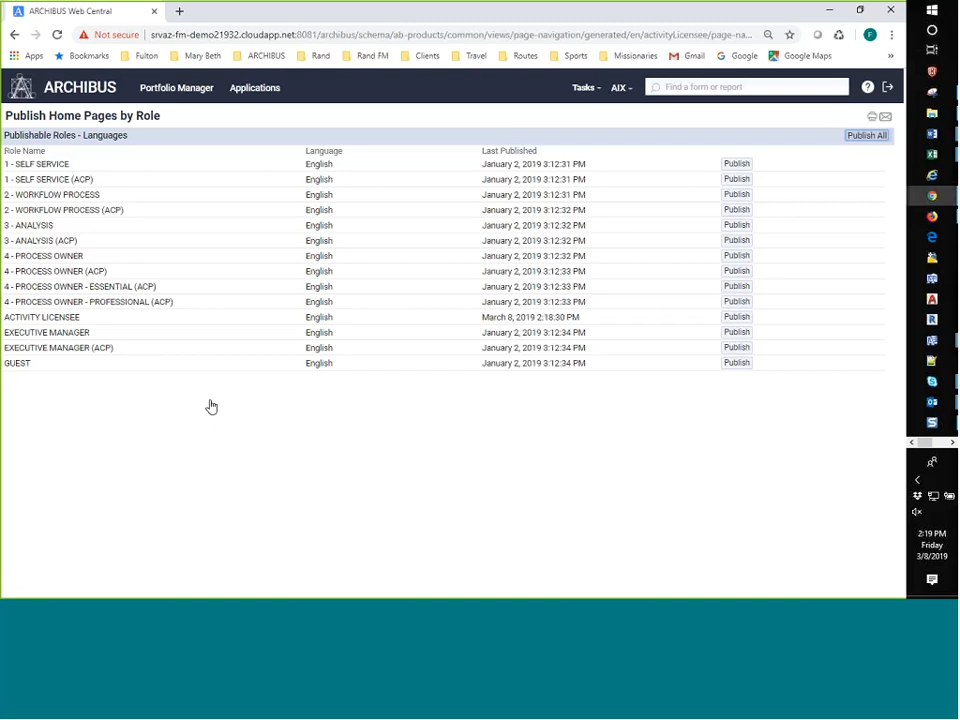 ARCHIBUS Web Central
Not secure srvaz-fm-demo21932.cloudapp.net:8081/archibus/schema/ab-products/common/views/page-navigation/generated/en/activityLicensee/page-na... F
Apps Bookmarks Fulton Mary Beth ARCHIBUS Rand Rand FM Clients Travel Routes Sports Missionaries Gmail Google Google Maps »
ARCHIBUS Portfolio Manager Applications Tasks AIX Find a form or report
Publish Home Pages by Role
Publishable Roles - Languages Publish All
Role Name Language Last Published
1 - SELF SERVICE English January 2, 2019 3:12:31 PM Publish
1 - SELF SERVICE (ACP) English January 2, 2019 3:12:31 PM Publish
2 - WORKFLOW PROCESS English January 2, 2019 3:12:31 PM Publish
2 - WORKFLOW PROCESS (ACP) English January 2, 2019 3:12:32 PM Publish
3 - ANALYSIS English January 2, 2019 3:12:32 PM Publish
3 - ANALYSIS (ACP) English January 2, 2019 3:12:32 PM Publish
4 - PROCESS OWNER English January 2, 2019 3:12:32 PM Publish
4 - PROCESS OWNER (ACP) English January 2, 2019 3:12:33 PM Publish
4 - PROCESS OWNER - ESSENTIAL (ACP) English January 2, 2019 3:12:33 PM Publish
4 - PROCESS OWNER - PROFESSIONAL (ACP) English January 2, 2019 3:12:33 PM Publish
ACTIVITY LICENSEE English March 8, 2019 2:18:30 PM Publish
EXECUTIVE MANAGER English January 2, 2019 3:12:34 PM Publish
EXECUTIVE MANAGER (ACP) English January 2, 2019 3:12:34 PM Publish
GUEST English January 2, 2019 3:12:34 PM Publish
2:19 PM
Friday
3/8/2019